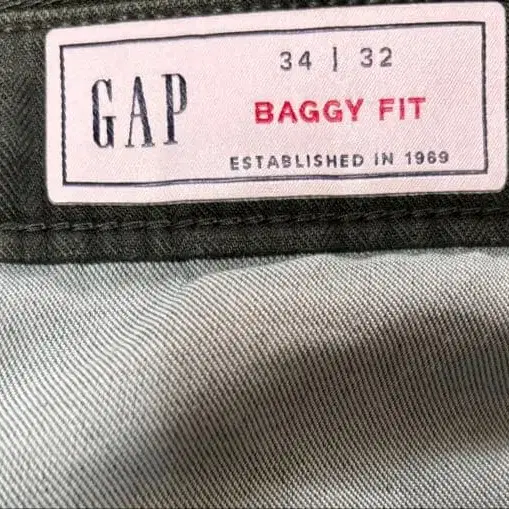 GAP
34 | 32
BAGGY FIT
ESTABLISHED IN 1969